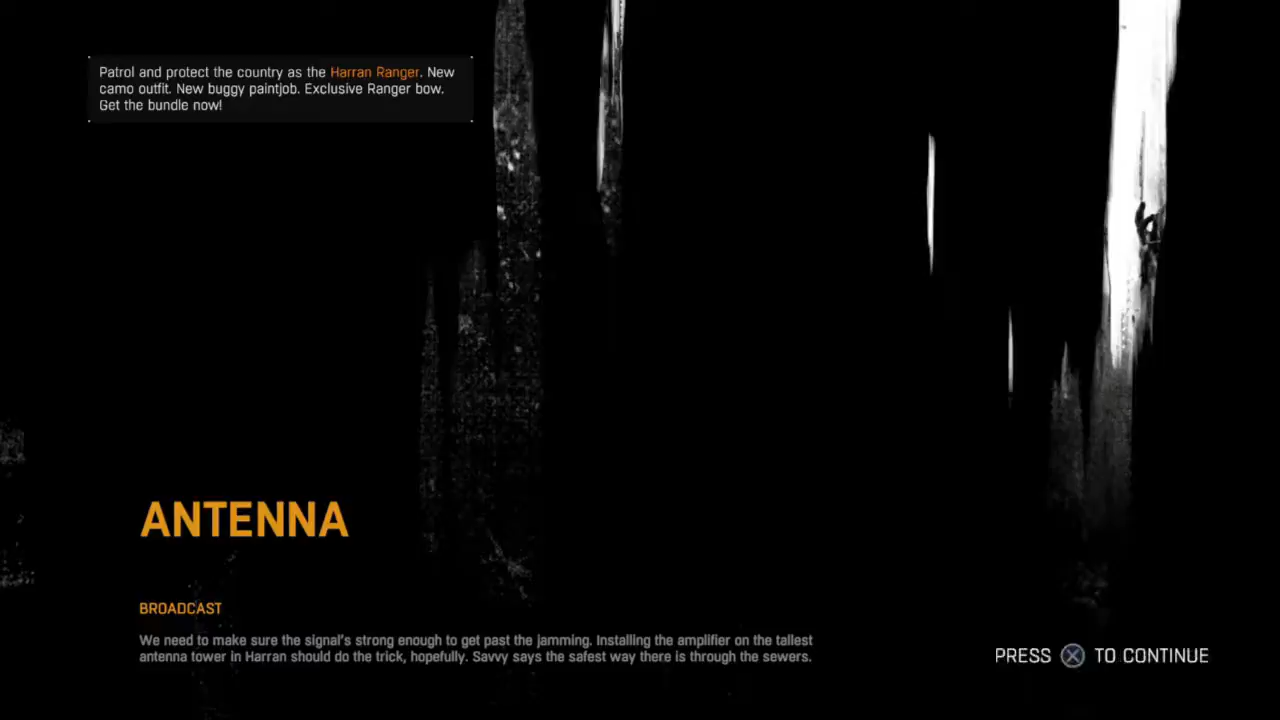 Patrol and protect the country as the Harran Ranger. New
camo outfit. New buggy paintjob. Exclusive Ranger bow.
Get the bundle now!
ANTENNA
BROADCAST
We need to make sure the signal's strong enough to get past the jamming. Installing the amplifier on the tallest
antenna tower in Harran should do the trick, hopefully. Savvy says the safest way there is through the sewers.
PRESS TO CONTINUE